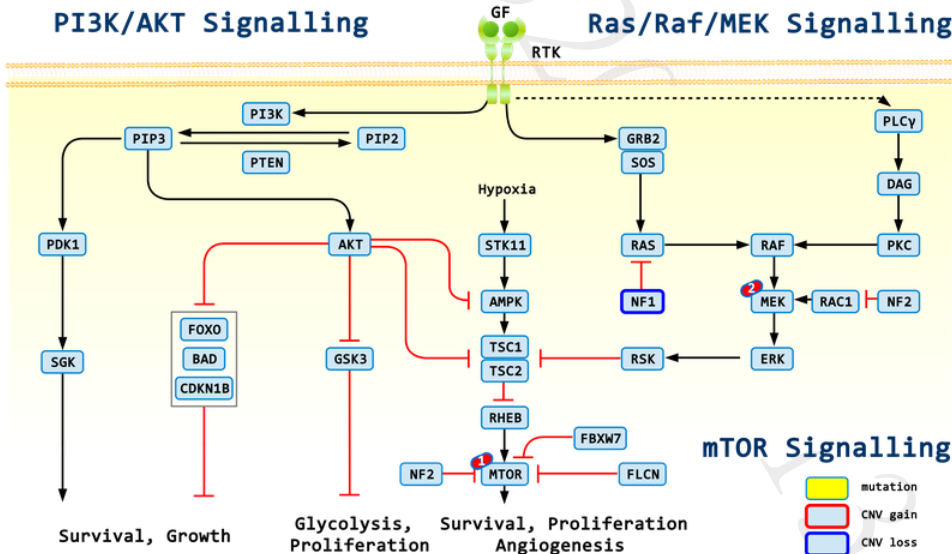 PI3K/AKT Signalling
GF
Ras/Raf/MEK Signalling
RTK
PI3K
PLCγ
PIP3
PIP2
GRB2
PTEN
SOS
DAG
Hypoxia
PDK1
AKT
STK11
RAS
RAF
PKC
2
AMPK
NF1
MEK
RAC1
NF2
FOXO
TSC1
SGK
BAD
GSK3
TSC2
RSK
ERK
CDKN1B
RHEB
FBXW7
mTOR Signalling
1
NF2
MTOR
FLCN
mutation
CNV gain
CNV loss
Survival, Growth
Glycolysis,
Proliferation
Survival, Proliferation
Angiogenesis